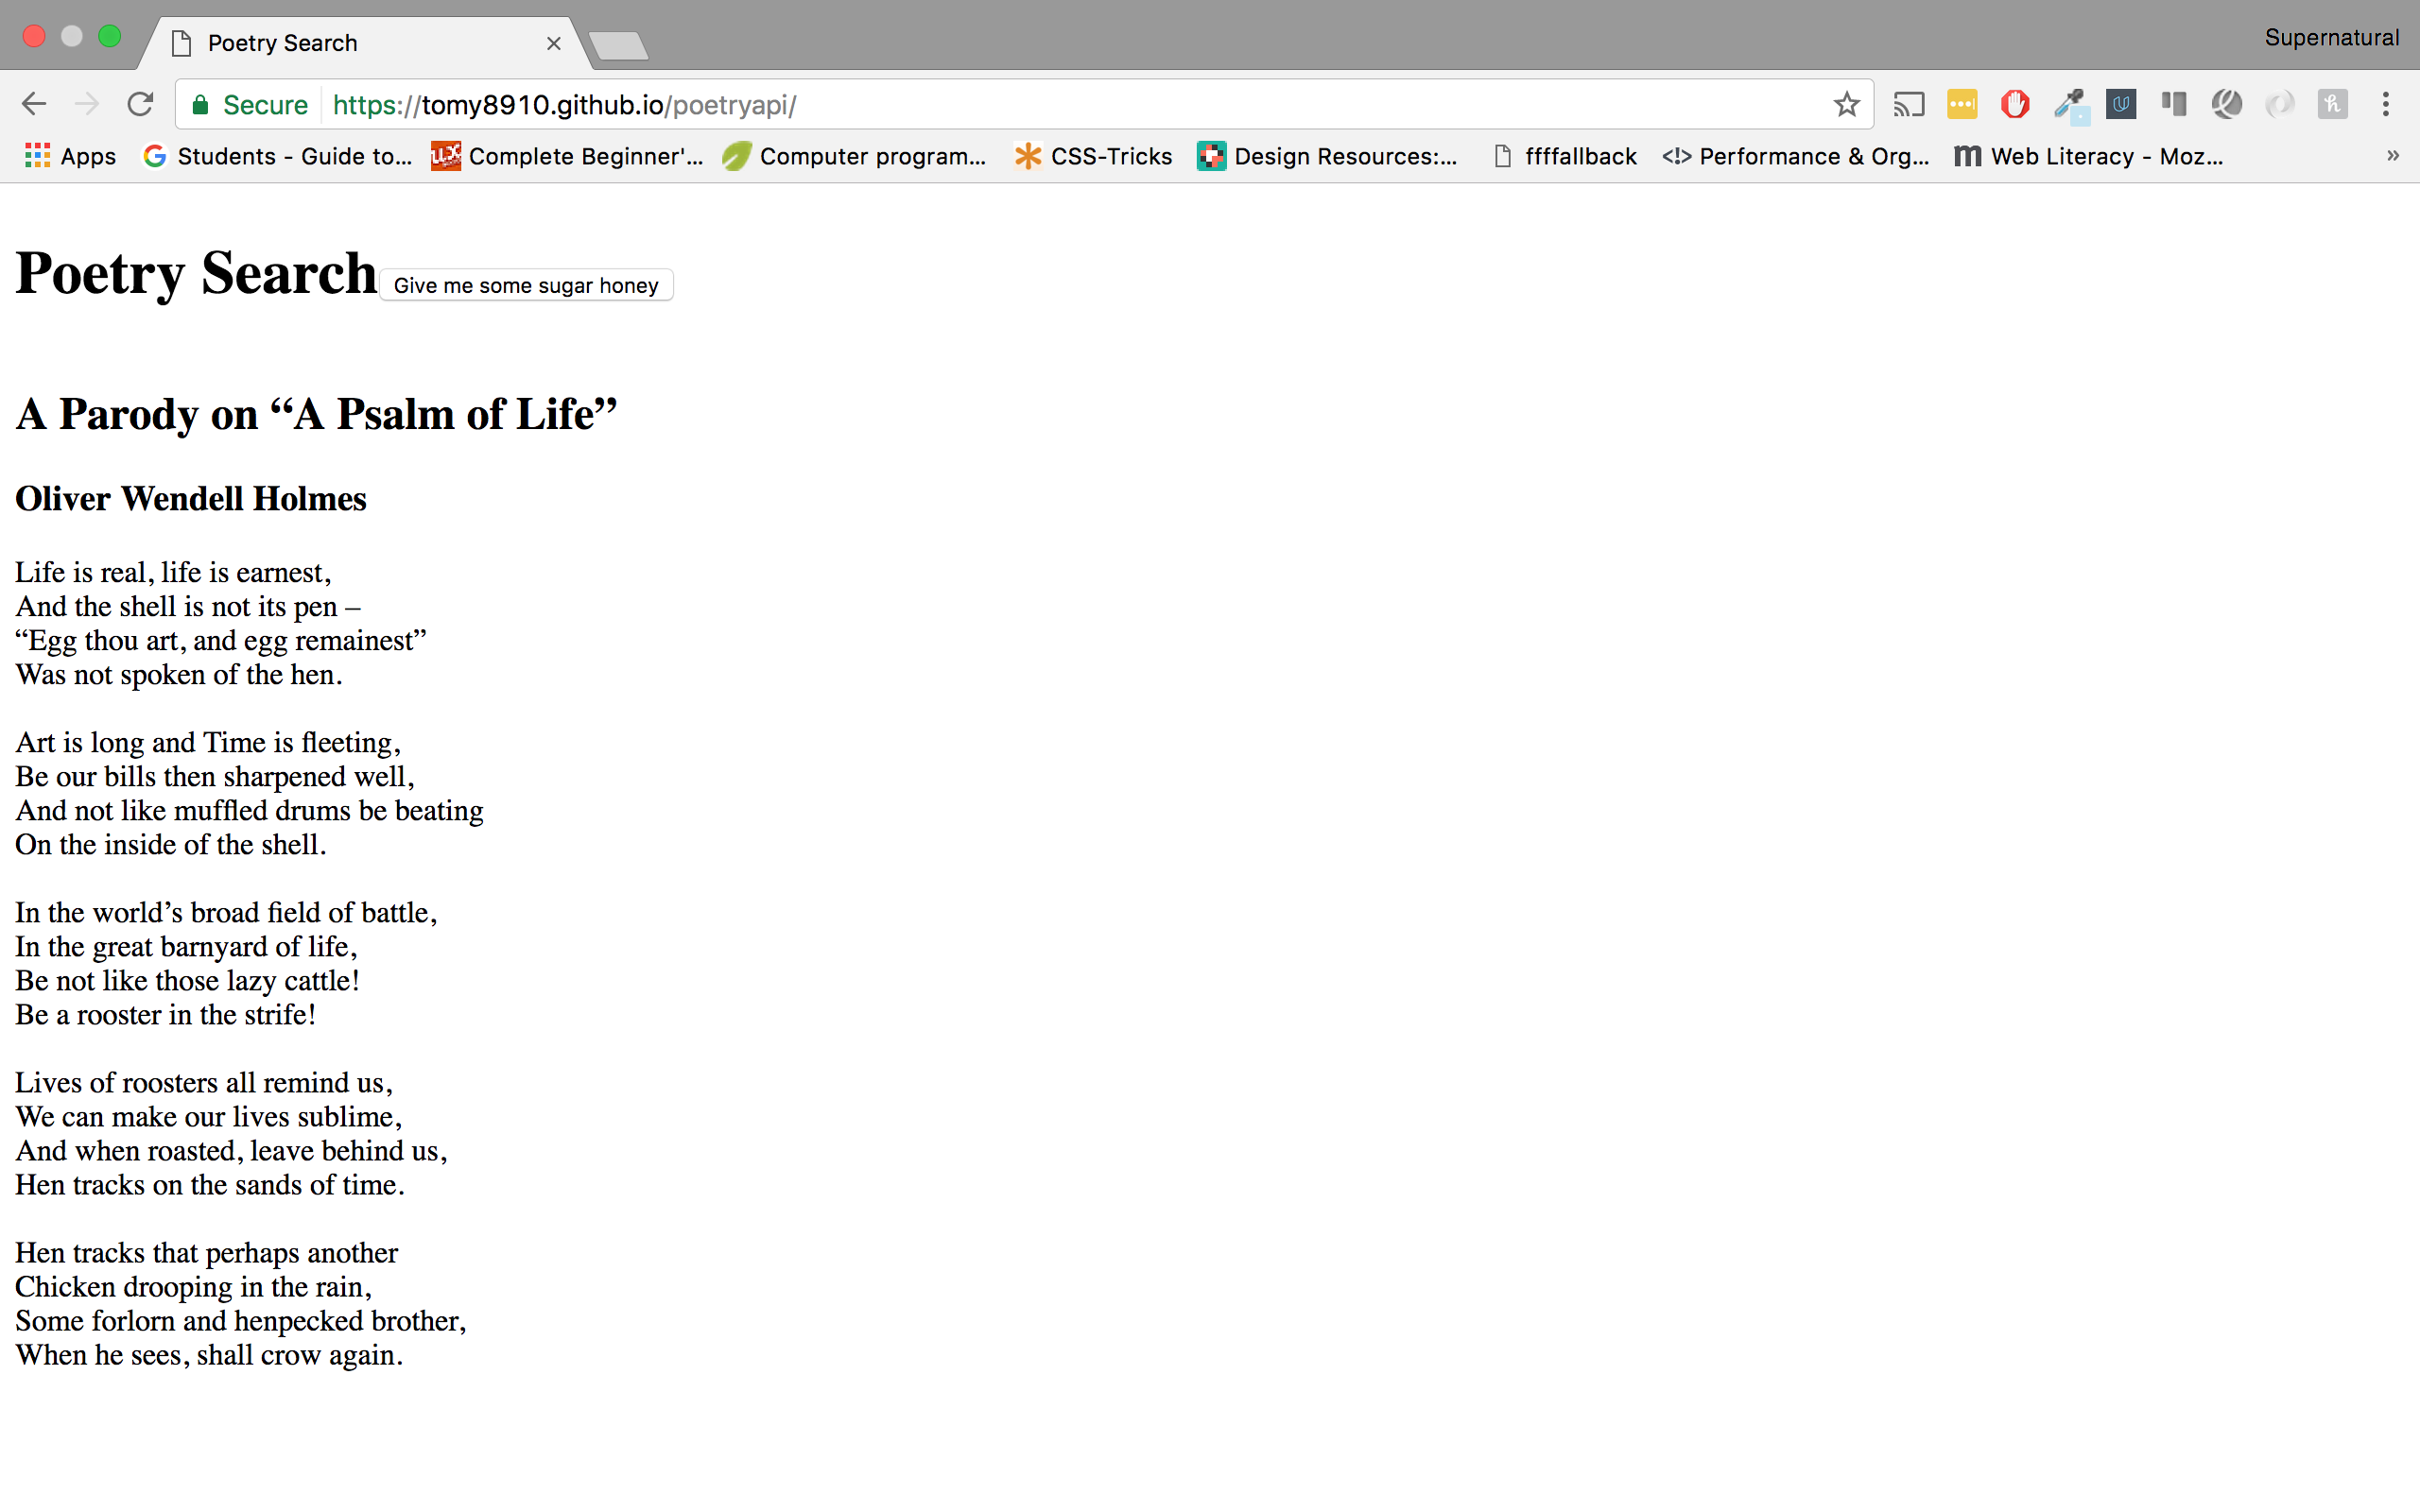 Poetry Search
Supernatural
Secure https://tomy8910.github.io/poetryapi/
Apps Students - Guide to... Complete Beginner'... Computer program... CSS-Tricks Design Resources:... ffffallback <!> Performance & Org... Web Literacy - Moz... »
Poetry Search Give me some sugar honey
A Parody on “A Psalm of Life”
Oliver Wendell Holmes
Life is real, life is earnest,
And the shell is not its pen –
“Egg thou art, and egg remainest”
Was not spoken of the hen.
Art is long and Time is fleeting,
Be our bills then sharpened well,
And not like muffled drums be beating
On the inside of the shell.
In the world’s broad field of battle,
In the great barnyard of life,
Be not like those lazy cattle!
Be a rooster in the strife!
Lives of roosters all remind us,
We can make our lives sublime,
And when roasted, leave behind us,
Hen tracks on the sands of time.
Hen tracks that perhaps another
Chicken drooping in the rain,
Some forlorn and henpecked brother,
When he sees, shall crow again.